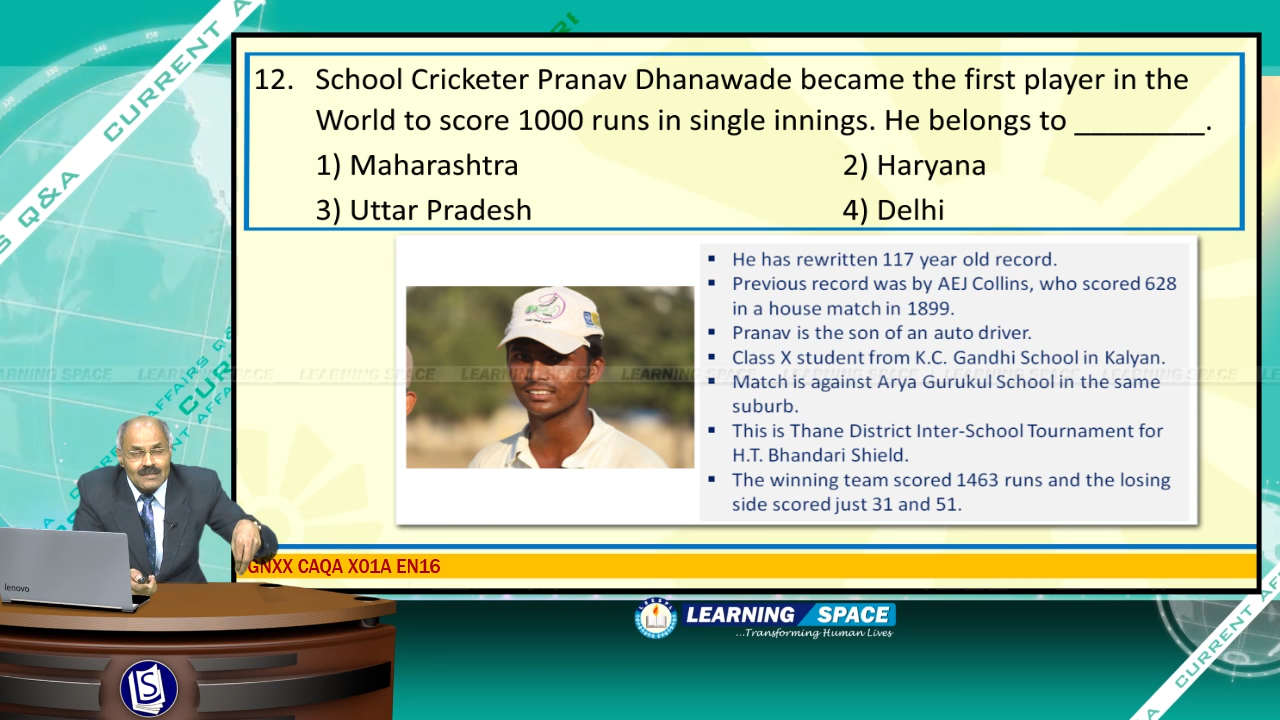 CURRENT A
S Q&A
12. School Cricketer Pranav Dhanawade became the first player in the
World to score 1000 runs in single innings. He belongs to ________.
1) Maharashtra 2) Haryana
3) Uttar Pradesh 4) Delhi
▪ He has rewritten 117 year old record.
▪ Previous record was by AEJ Collins, who scored 628
in a house match in 1899.
▪ Pranav is the son of an auto driver.
▪ Class X student from K.C. Gandhi School in Kalyan.
▪ Match is against Arya Gurukul School in the same
suburb.
▪ This is Thane District Inter-School Tournament for
H.T. Bhandari Shield.
▪ The winning team scored 1463 runs and the losing
side scored just 31 and 51.
LEARNING SPACE
GNXX CAQA X01A EN16
lenovo
LEARNING SPACE
...Transforming Human Lives
LS
CURRENT AF